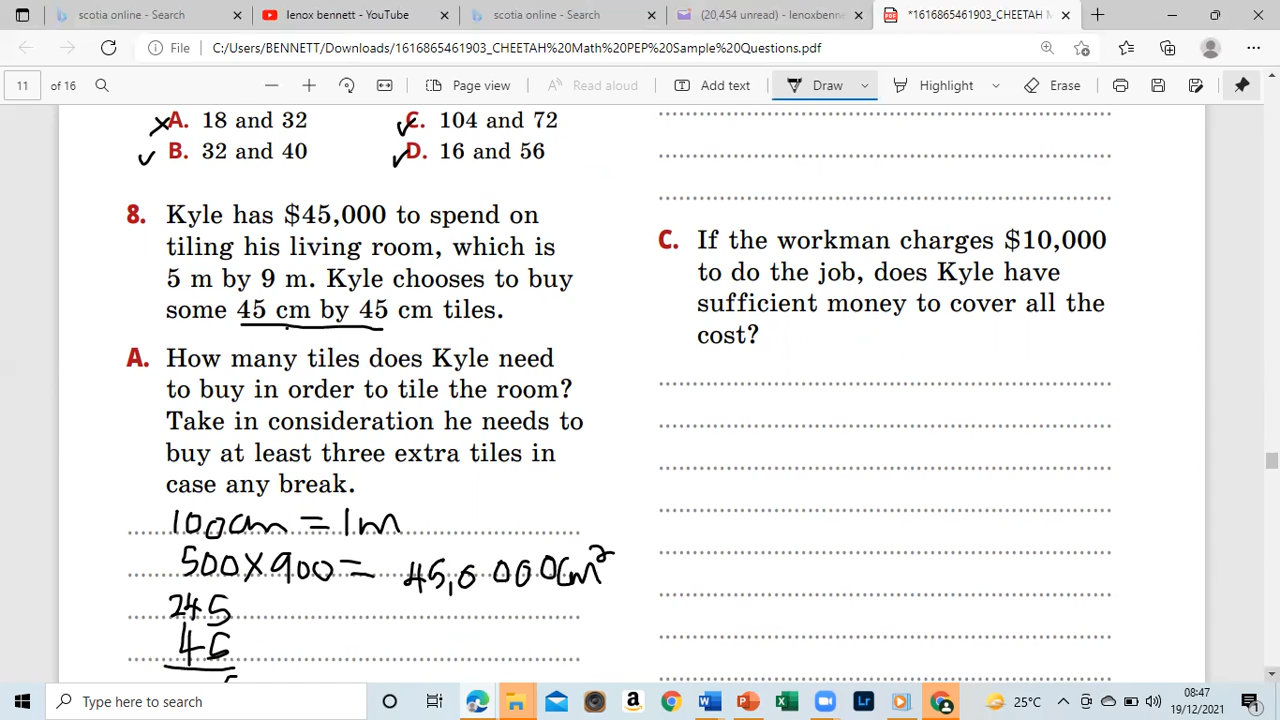 scotia online - Search
lenox bennett - YouTube
scotia online - Search
(20,454 unread) - lenoxbenne
*1616865461903_CHEETAH M
File
C:/Users/BENNETT/Downloads/1616865461903_CHEETAH%20Math%20PEP%20Sample%20Questions.pdf
11 of 16
Page view
Read aloud
Add text
Draw
Highlight
Erase
A. 18 and 32
C. 104 and 72
B. 32 and 40
D. 16 and 56
8. Kyle has $45,000 to spend on
tiling his living room, which is
5 m by 9 m. Kyle chooses to buy
some 45 cm by 45 cm tiles.
A. How many tiles does Kyle need
to buy in order to tile the room?
Take in consideration he needs to
buy at least three extra tiles in
case any break.
100cm = 1m
500×900= 45,0 000cm²
245
45
C. If the workman charges $10,000
to do the job, does Kyle have
sufficient money to cover all the
cost?
Type here to search
25°C
08:47
19/12/2021